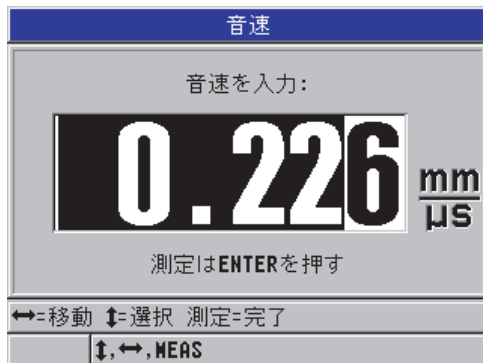 音速
音速を入力:
0.226 mm/µs
測定はENTERを押す
↔=移動 ↕=選択 測定=完了
↕,↔,MEAS